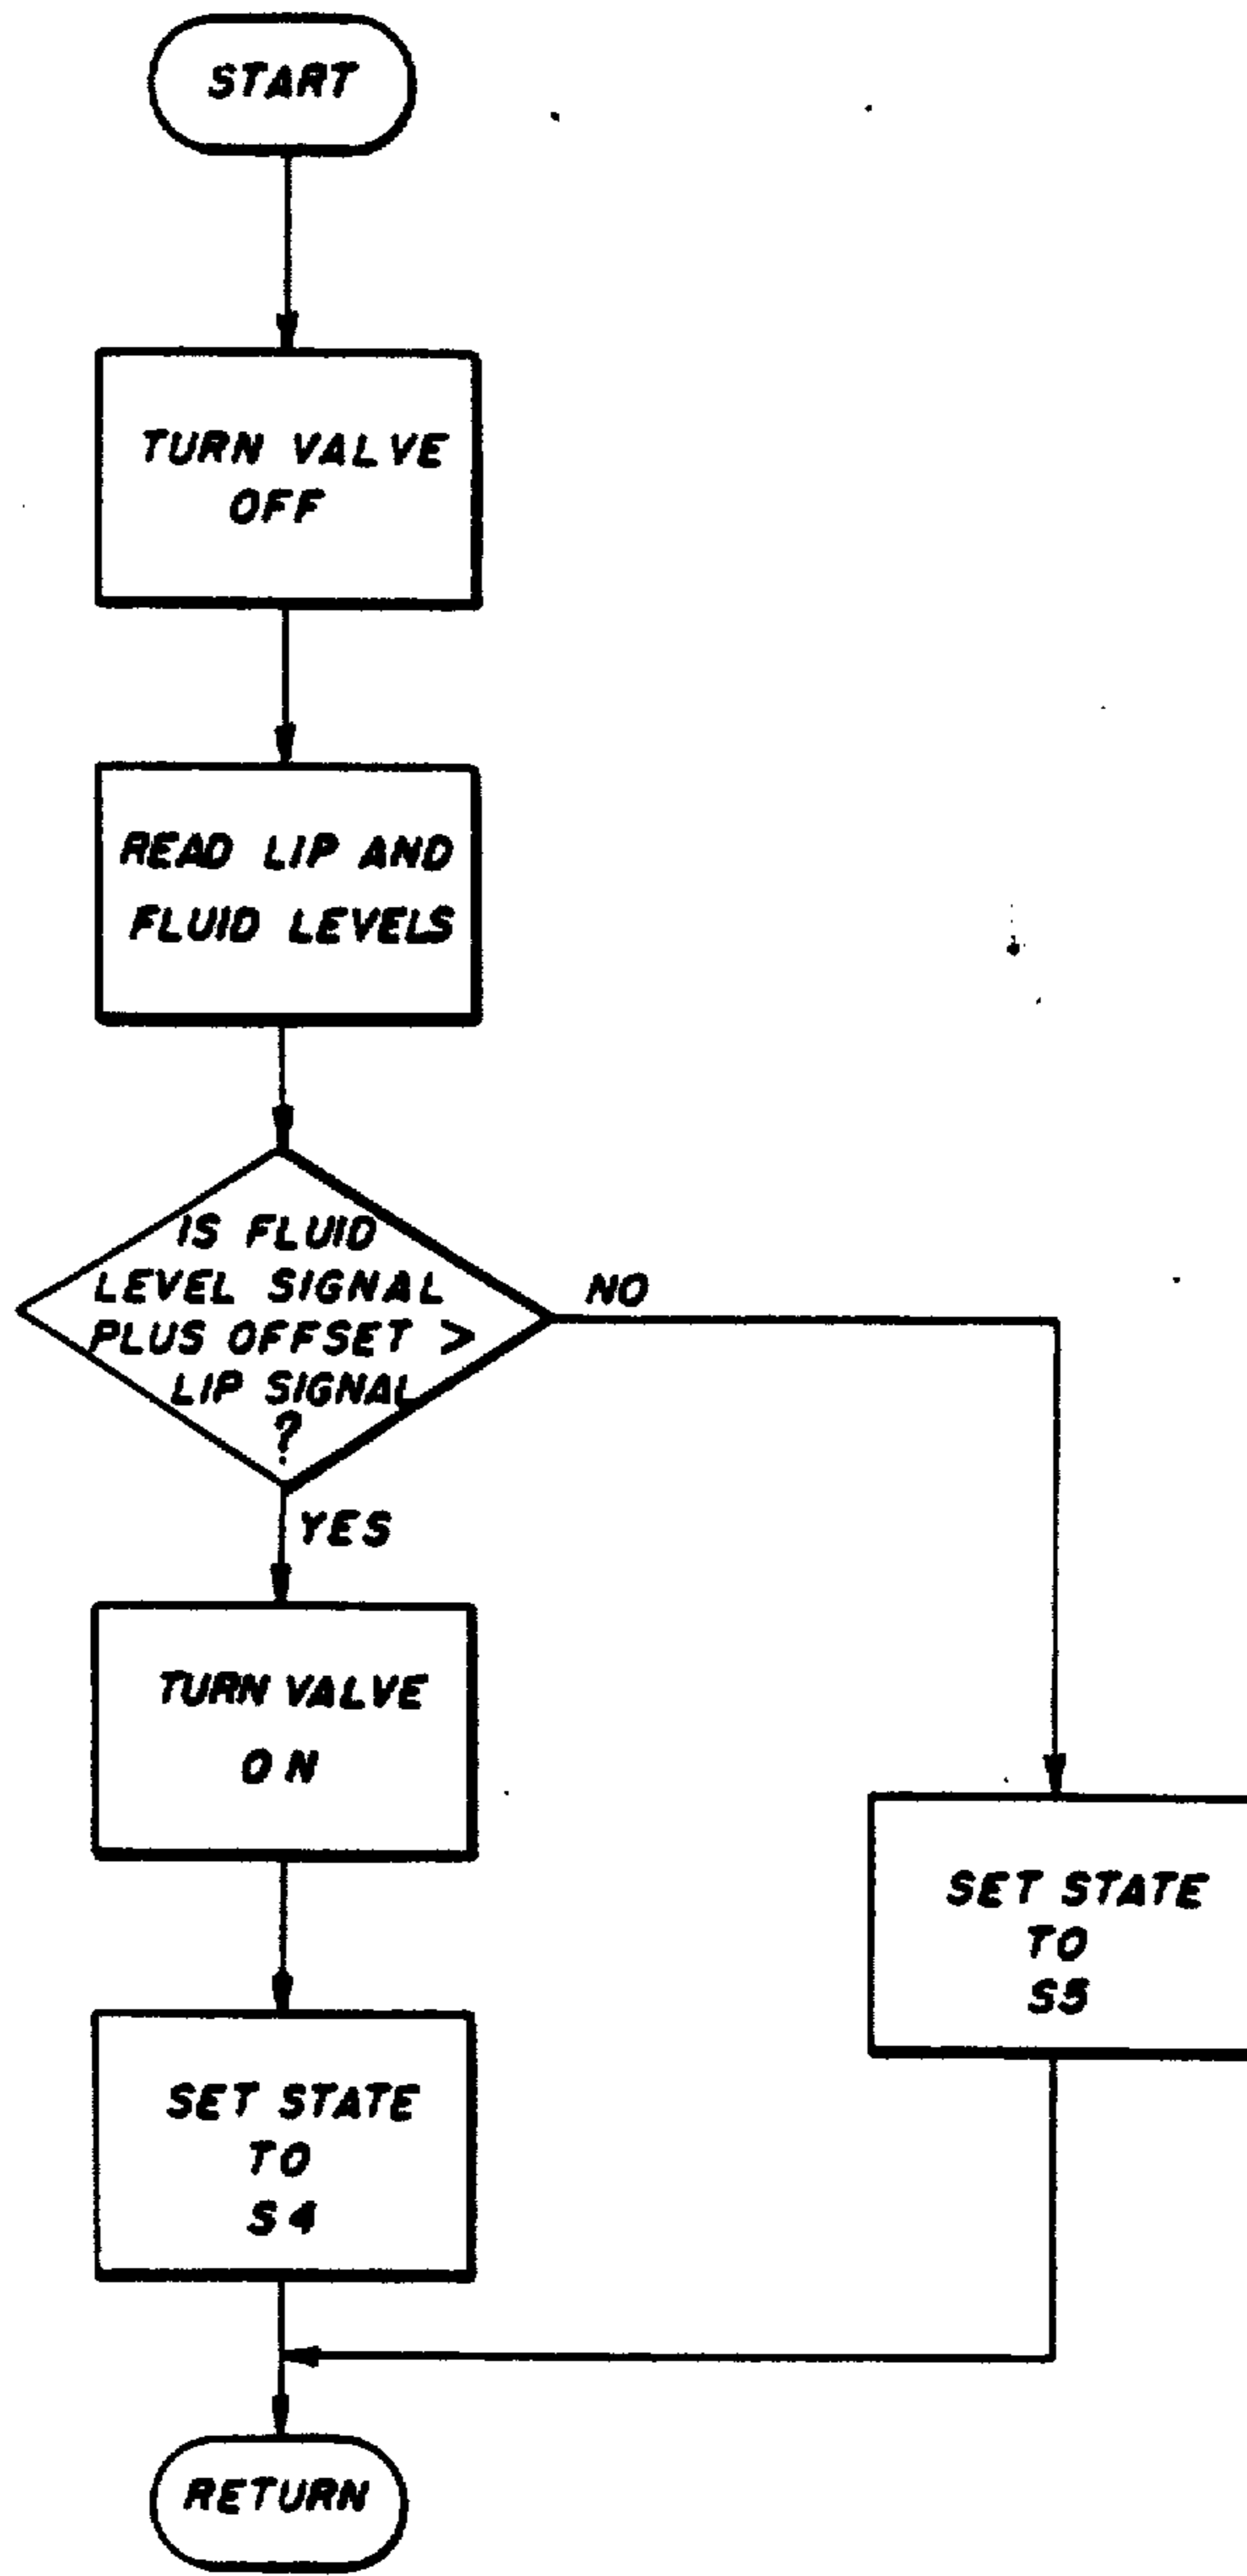 START
TURN VALVE
OFF
READ LIP AND
FLUID LEVELS
IS FLUID
LEVEL SIGNAL
PLUS OFFSET >
LIP SIGNAL
?
NO
YES
TURN VALVE
ON
SET STATE
TO
S5
SET STATE
TO
S4
RETURN